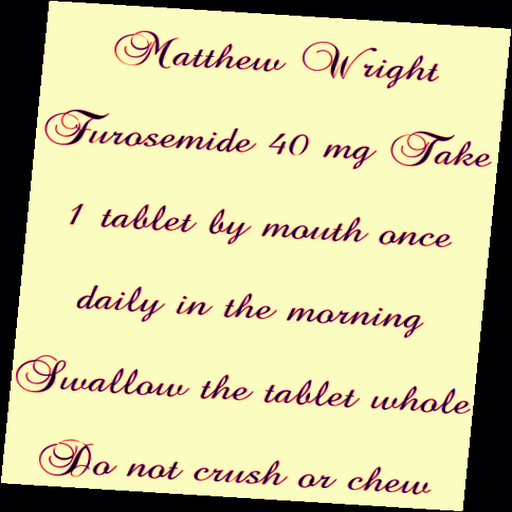 Matthew Wright
Furosemide 40 mg Take
1 tablet by mouth once
daily in the morning
Swallow the tablet whole
Do not crush or chew